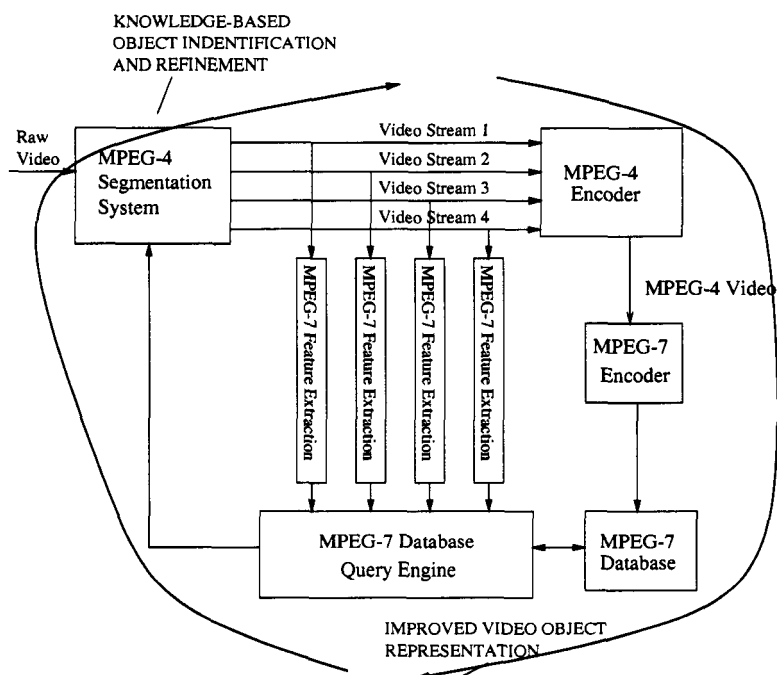 KNOWLEDGE-BASED
OBJECT INDENTIFICATION
AND REFINEMENT
Raw
Video
MPEG-4
Segmentation
System
Video Stream 1
Video Stream 2
Video Stream 3
Video Stream 4
MPEG-4
Encoder
MPEG-7 Feature Extraction
MPEG-7 Feature Extraction
MPEG-7 Feature Extraction
MPEG-7 Feature Extraction
MPEG-4 Video
MPEG-7
Encoder
MPEG-7 Database
Query Engine
MPEG-7
Database
IMPROVED VIDEO OBJECT
REPRESENTATION